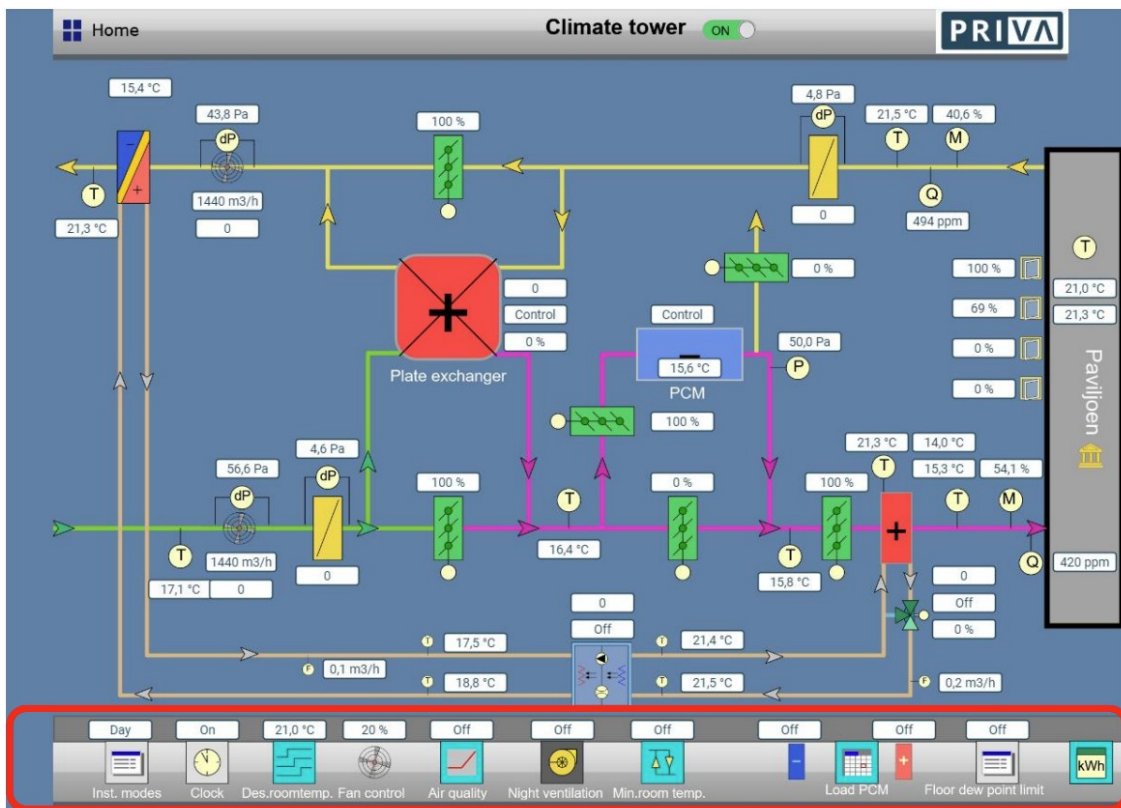 Home
Climate tower
ON
PRIVA
15,4 °C
43,8 Pa
dP
100 %
4,8 Pa
dP
21,5 °C
40,6 %
T
M
T
21,3 °C
1440 m3/h
0
0
Q
494 ppm
T
0
Control
0 %
Plate exchanger
0 %
Control
15,6 °C
PCM
50,0 Pa
P
100 %
69 %
0 %
0 %
21,0 °C
21,3 °C
Paviljoen
100 %
56,6 Pa
dP
4,6 Pa
dP
100 %
T
0 %
100 %
21,3 °C
14,0 °C
T
15,3 °C
54,1 %
T
M
T
17,1 °C
1440 m3/h
0
0
16,4 °C
T
15,8 °C
Q
420 ppm
0
Off
0 %
0
Off
T
17,5 °C
T
21,4 °C
F
0,1 m3/h
T
18,8 °C
T
21,5 °C
F
0,2 m3/h
Day
On
21,0 °C
20 %
Off
Off
Off
Off
Off
Off
kWh
Inst. modes
Clock
Des.roomtemp.
Fan control
Air quality
Night ventilation
Min.room temp.
Load PCM
Floor dew point limit